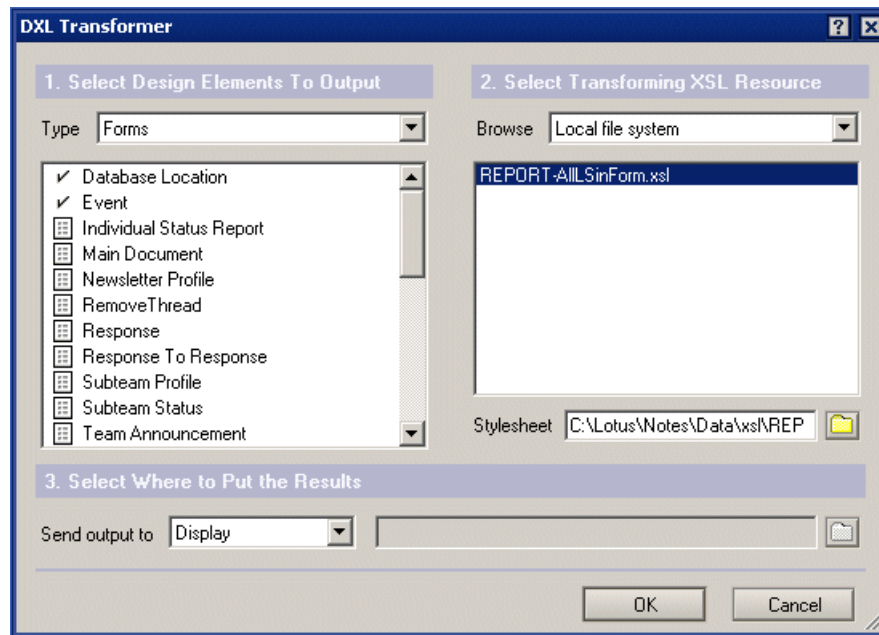 DXL Transformer
1. Select Design Elements To Output
Type Forms
Database Location
Event
Individual Status Report
Main Document
Newsletter Profile
RemoveThread
Response
Response To Response
Subteam Profile
Subteam Status
Team Announcement
2. Select Transforming XSL Resource
Browse Local file system
REPORT-AllLSinForm.xsl
Stylesheet C:\Lotus\Notes\Data\xsl\REP
3. Select Where to Put the Results
Send output to Display
OK Cancel